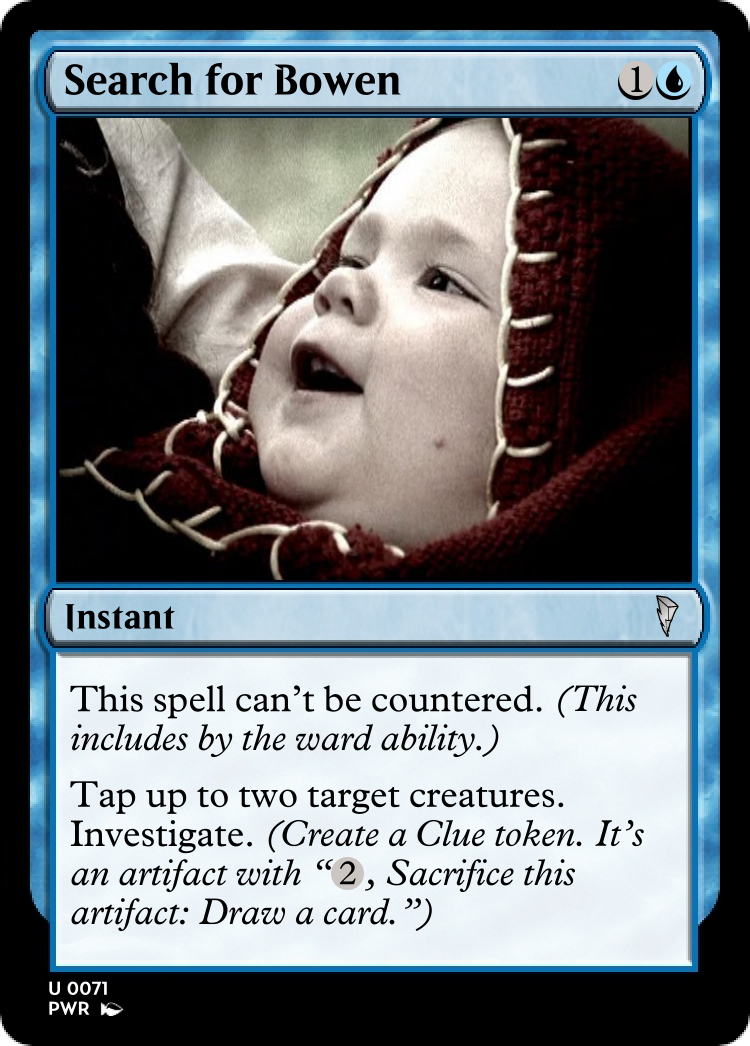 Search for Bowen 1
Instant
This spell can't be countered. (This
includes by the ward ability.)
Tap up to two target creatures.
Investigate. (Create a Clue token. It's
an artifact with “2, Sacrifice this
artifact: Draw a card.”)
U 0071
PWR